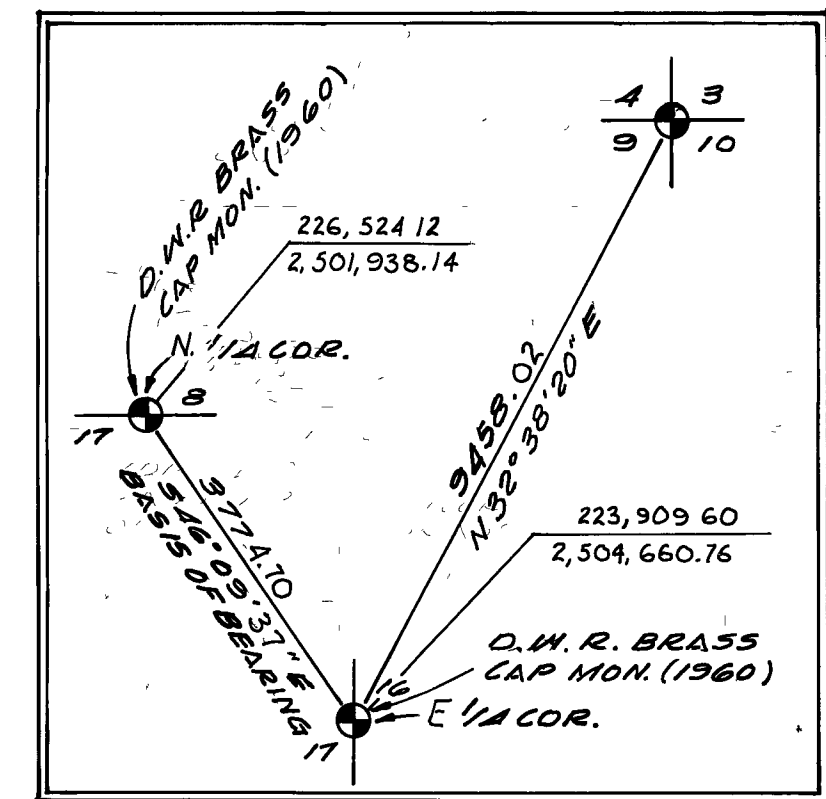 4 3
9 10
D.W.R BRASS
CAP MON. (1960)
226,524 12
2,501,938.14
N. 1/4 COR.
8
17
3774.70
S46°09'37"E
BASIS OF BEARING
9458.02
N32°38'20"E
223,909 60
2,504,660.76
D.W.R. BRASS
CAP MON. (1960)
16
E 1/4 COR.
17